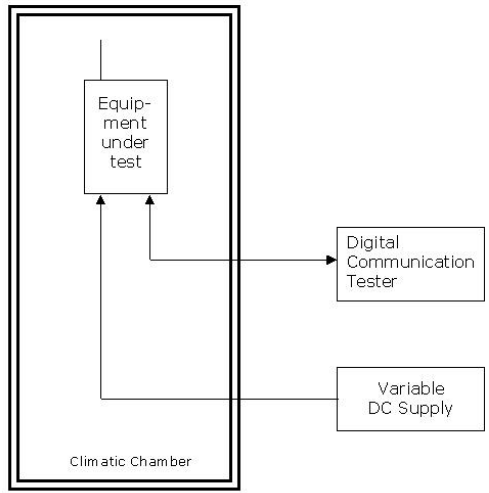 Equip-
ment
under
test
Digital
Communication
Tester
Variable
DC Supply
Climatic Chamber